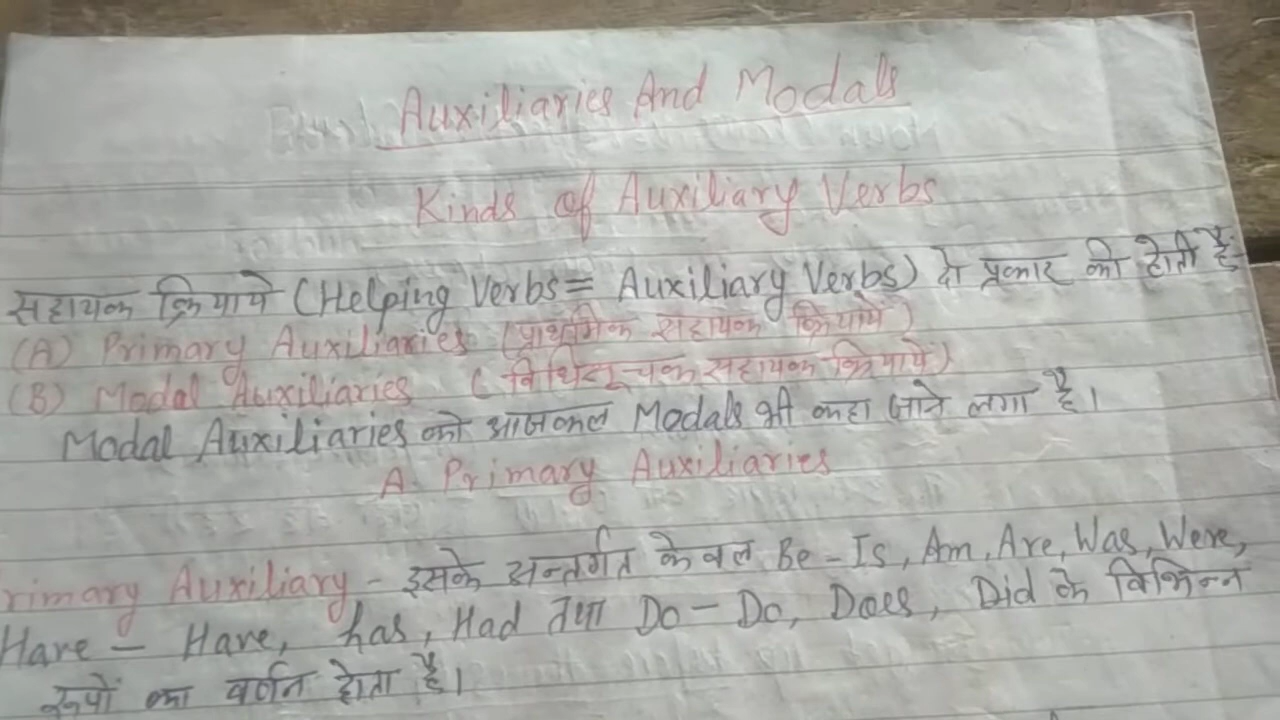 Auxiliaries And Modals
Kinds of Auxiliary Verbs
सहायक क्रियाये (Helping Verbs = Auxiliary Verbs) दो प्रकार की होती है-
(A) Primary Auxiliaries (प्राथमिक सहायक क्रियाये)
(B) Modal Auxiliaries (विधिसूचक सहायक क्रियाये)
Modal Auxiliaries को आजकल Modals भी कहा जाने लगा है।
A Primary Auxiliaries
rimary Auxiliary - इसके अन्तर्गत केवल Be - Is, Am, Are, Was, Were,
Have - Have, has, Had तथा Do - Do, Does, Did के विभिन्न
रूपों का वर्णन होता है।